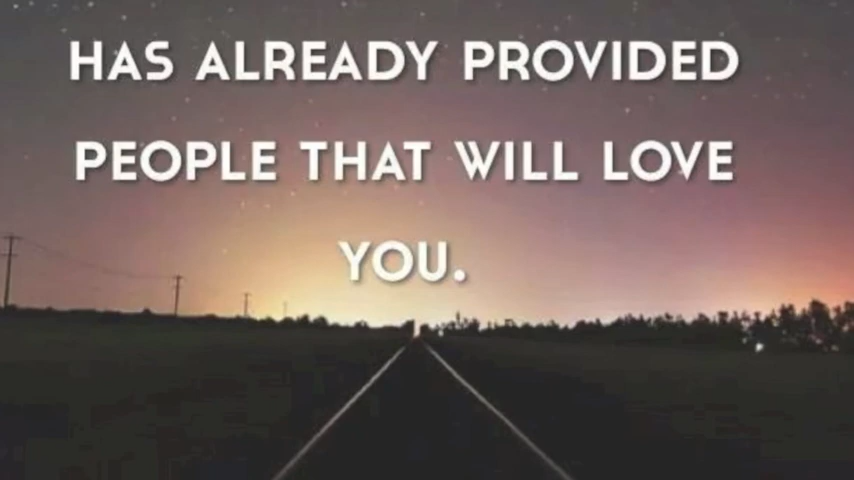 HAS ALREADY PROVIDED
PEOPLE THAT WILL LOVE
YOU.